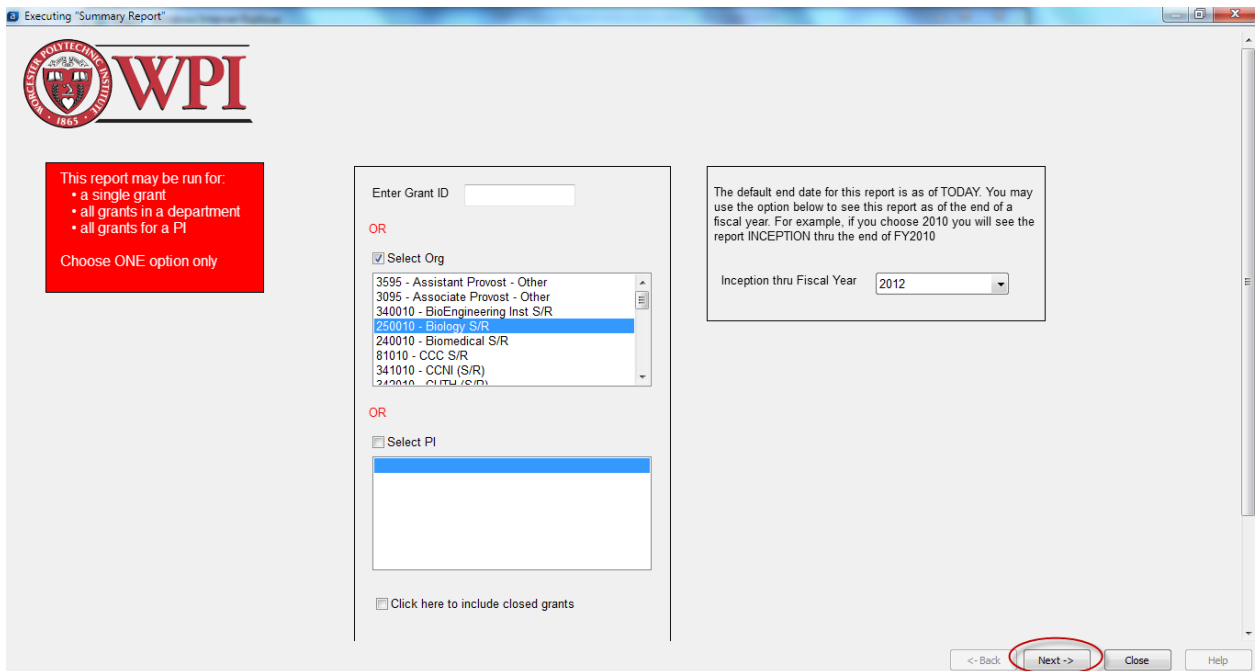 Executing "Summary Report"
WORCESTER POLYTECHNIC INSTITUTE
1865
WPI
This report may be run for:
• a single grant
• all grants in a department
• all grants for a PI
Choose ONE option only
Enter Grant ID
OR
Select Org
3595 - Assistant Provost - Other
3095 - Associate Provost - Other
340010 - BioEngineering Inst S/R
250010 - Biology S/R
240010 - Biomedical S/R
81010 - CCC S/R
341010 - CCNI (S/R)
OR
Select PI
Click here to include closed grants
The default end date for this report is as of TODAY. You may
use the option below to see this report as of the end of a
fiscal year. For example, if you choose 2010 you will see the
report INCEPTION thru the end of FY2010
Inception thru Fiscal Year 2012
<- Back Next -> Close Help